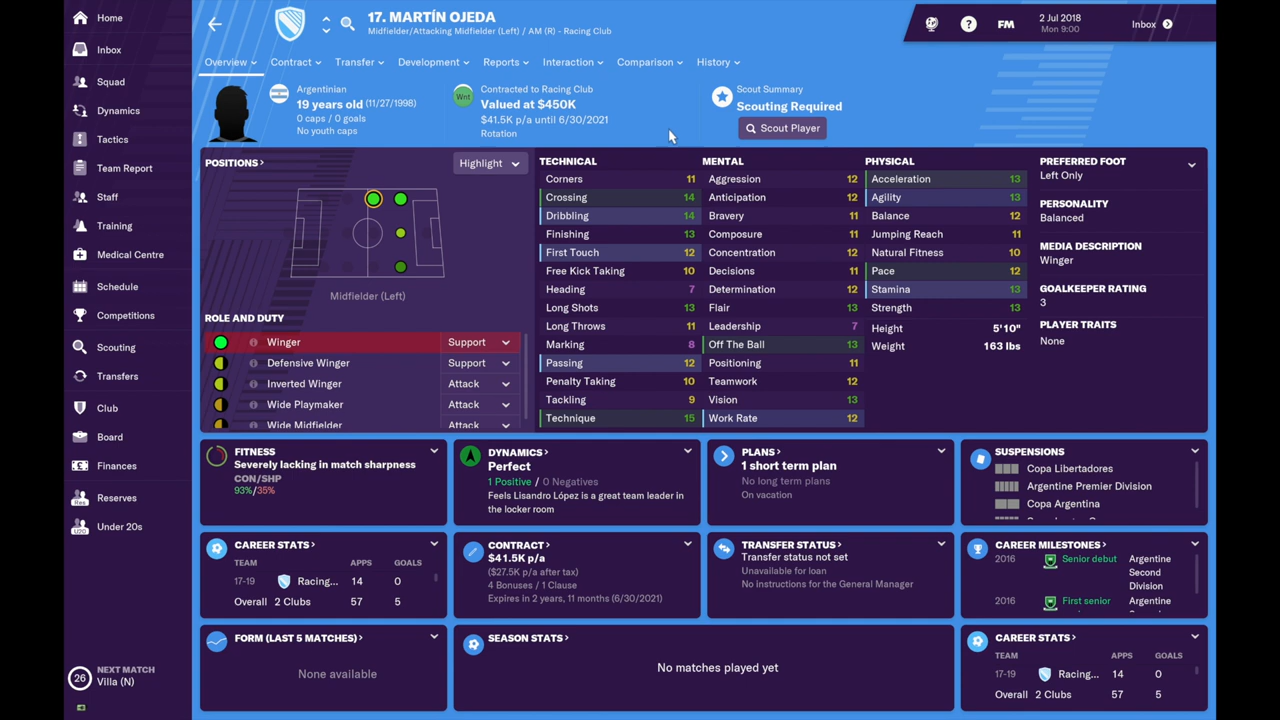 Home
Inbox
Squad
Dynamics
Tactics
Team Report
Staff
Training
Medical Centre
Schedule
Competitions
Scouting
Transfers
Club
Board
Finances
Reserves
Under 20s
26
NEXT MATCH
Villa (N)
17. MARTÍN OJEDA
Midfielder/Attacking Midfielder (Left) / AM (R) - Racing Club
FM
2 Jul 2018
Mon 9:00
Inbox
Overview Contract Transfer Development Reports Interaction Comparison History
Argentinian
19 years old (11/27/1998)
0 caps / 0 goals
No youth caps
Wnt
Contracted to Racing Club
Valued at $450K
$41.5K p/a until 6/30/2021
Rotation
Scout Summary
Scouting Required
Scout Player
POSITIONS>
Highlight
Midfielder (Left)
ROLE AND DUTY
Winger Support
Defensive Winger Support
Inverted Winger Attack
Wide Playmaker Attack
Wide Midfielder Attack
TECHNICAL
Corners 11
Crossing 14
Dribbling 14
Finishing 13
First Touch 12
Free Kick Taking 10
Heading 7
Long Shots 13
Long Throws 11
Marking 8
Passing 12
Penalty Taking 10
Tackling 9
Technique 15
MENTAL
Aggression 12
Anticipation 12
Bravery 11
Composure 11
Concentration 12
Decisions 11
Determination 12
Flair 13
Leadership 7
Off The Ball 13
Positioning 11
Teamwork 12
Vision 13
Work Rate 12
PHYSICAL
Acceleration 13
Agility 13
Balance 12
Jumping Reach 11
Natural Fitness 10
Pace 12
Stamina 13
Strength 13
Height 5'10"
Weight 163 lbs
PREFERRED FOOT
Left Only
PERSONALITY
Balanced
MEDIA DESCRIPTION
Winger
GOALKEEPER RATING
3
PLAYER TRAITS
None
FITNESS>
Severely lacking in match sharpness
CON/SHP
93%/35%
DYNAMICS>
Perfect
1 Positive / 0 Negatives
Feels Lisandro López is a great team leader in
the locker room
PLANS>
1 short term plan
No long term plans
On vacation
SUSPENSIONS
Copa Libertadores
Argentine Premier Division
Copa Argentina
CAREER STATS>
TEAM APPS GOALS
17-19 Racing... 14 0
Overall 2 Clubs 57 5
CONTRACT>
$41.5K p/a
($27.5K p/a after tax)
4 Bonuses / 1 Clause
Expires in 2 years, 11 months (6/30/2021)
TRANSFER STATUS>
Transfer status not set
Unavailable for loan
No instructions for the General Manager
CAREER MILESTONES>
2016 Senior debut Argentine
Second
Division
2016 First senior Argentine
FORM (LAST 5 MATCHES)>
None available
SEASON STATS>
No matches played yet
CAREER STATS>
TEAM APPS GOALS
17-19 Racing... 14 0
Overall 2 Clubs 57 5